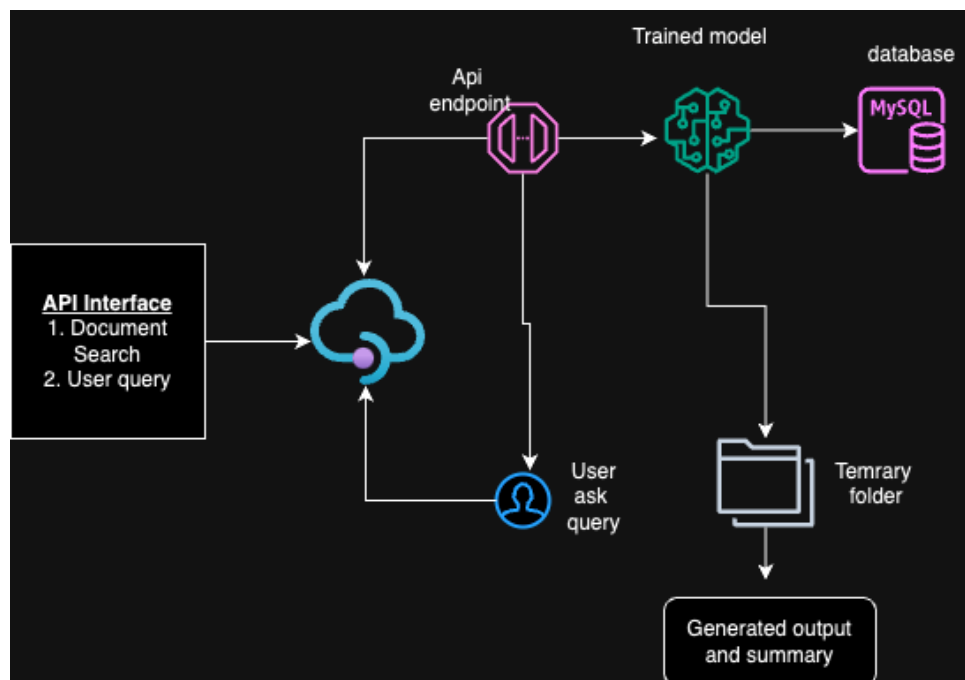 Trained model
database
Api
endpoint
MySQL
API Interface
1. Document
Search
2. User query
User
ask
query
Temrary
folder
Generated output
and summary